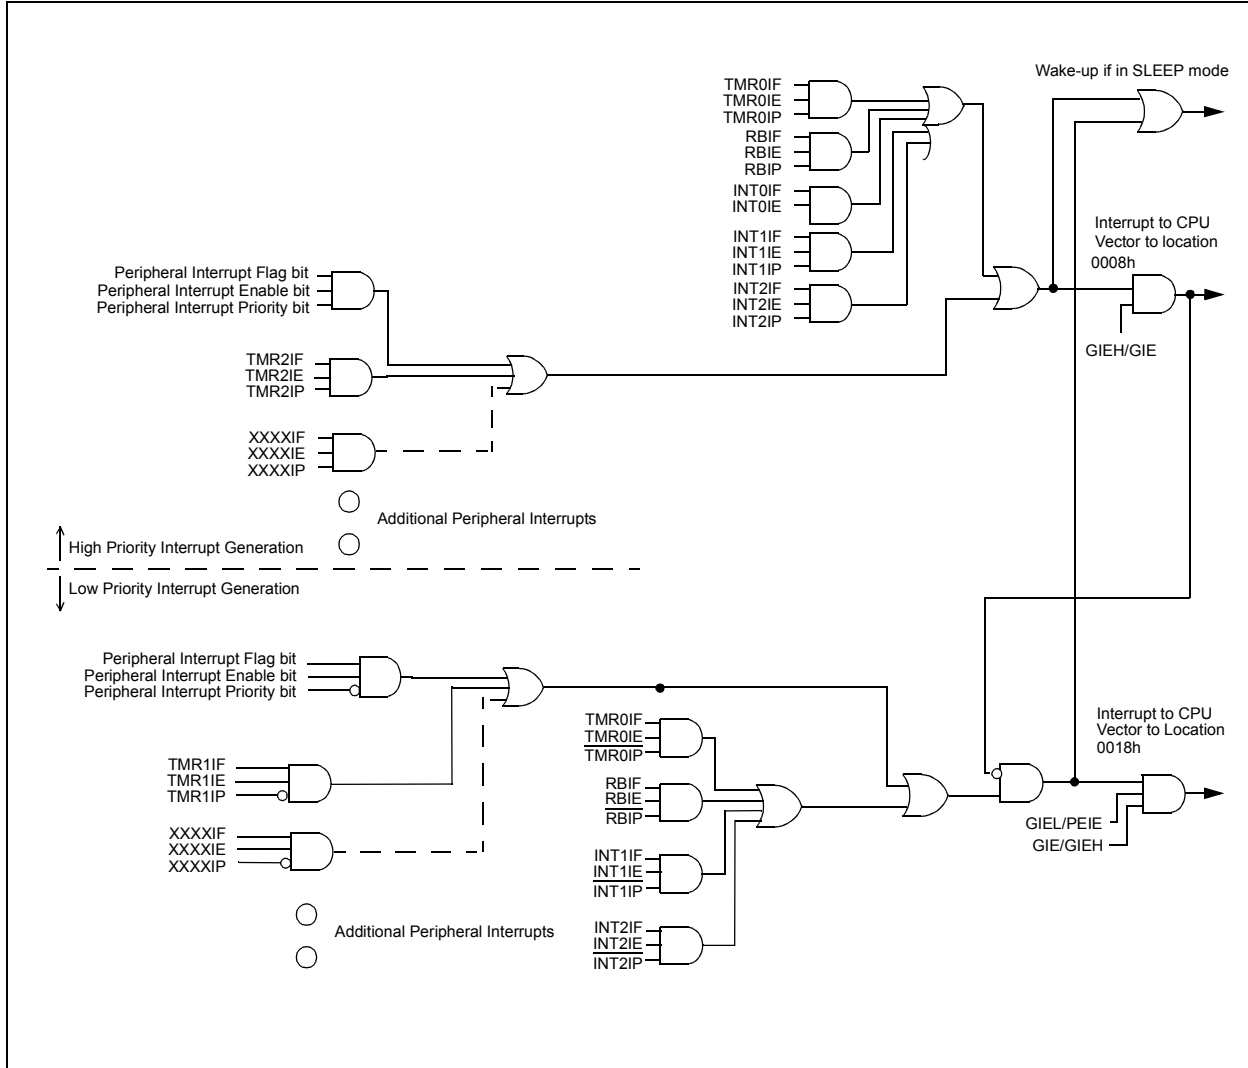 Wake-up if in SLEEP mode
TMR0IF
TMR0IE
TMR0IP
RBIF
RBIE
RBIP
INT0IF
INT0IE
INT1IF
INT1IE
INT1IP
INT2IF
INT2IE
INT2IP
Interrupt to CPU
Vector to location
0008h
GIEH/GIE
Peripheral Interrupt Flag bit
Peripheral Interrupt Enable bit
Peripheral Interrupt Priority bit
TMR2IF
TMR2IE
TMR2IP
XXXXIF
XXXXIE
XXXXIP
Additional Peripheral Interrupts
High Priority Interrupt Generation
Low Priority Interrupt Generation
Peripheral Interrupt Flag bit
Peripheral Interrupt Enable bit
Peripheral Interrupt Priority bit
TMR1IF
TMR1IE
TMR1IP
XXXXIF
XXXXIE
XXXXIP
Additional Peripheral Interrupts
TMR0IF
TMR0IE
TMR0IP
RBIF
RBIE
RBIP
INT1IF
INT1IE
INT1IP
INT2IF
INT2IE
INT2IP
Interrupt to CPU
Vector to Location
0018h
GIEL/PEIE
GIE/GIEH